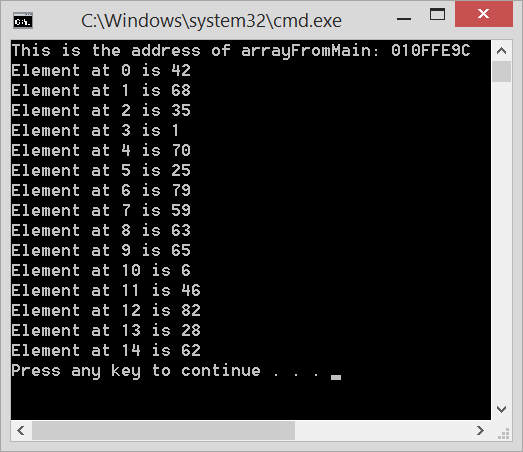 C:\Windows\system32\cmd.exe
This is the address of arrayFromMain: 010FFE9C
Element at 0 is 42
Element at 1 is 68
Element at 2 is 35
Element at 3 is 1
Element at 4 is 70
Element at 5 is 25
Element at 6 is 79
Element at 7 is 59
Element at 8 is 63
Element at 9 is 65
Element at 10 is 6
Element at 11 is 46
Element at 12 is 82
Element at 13 is 28
Element at 14 is 62
Press any key to continue . . .